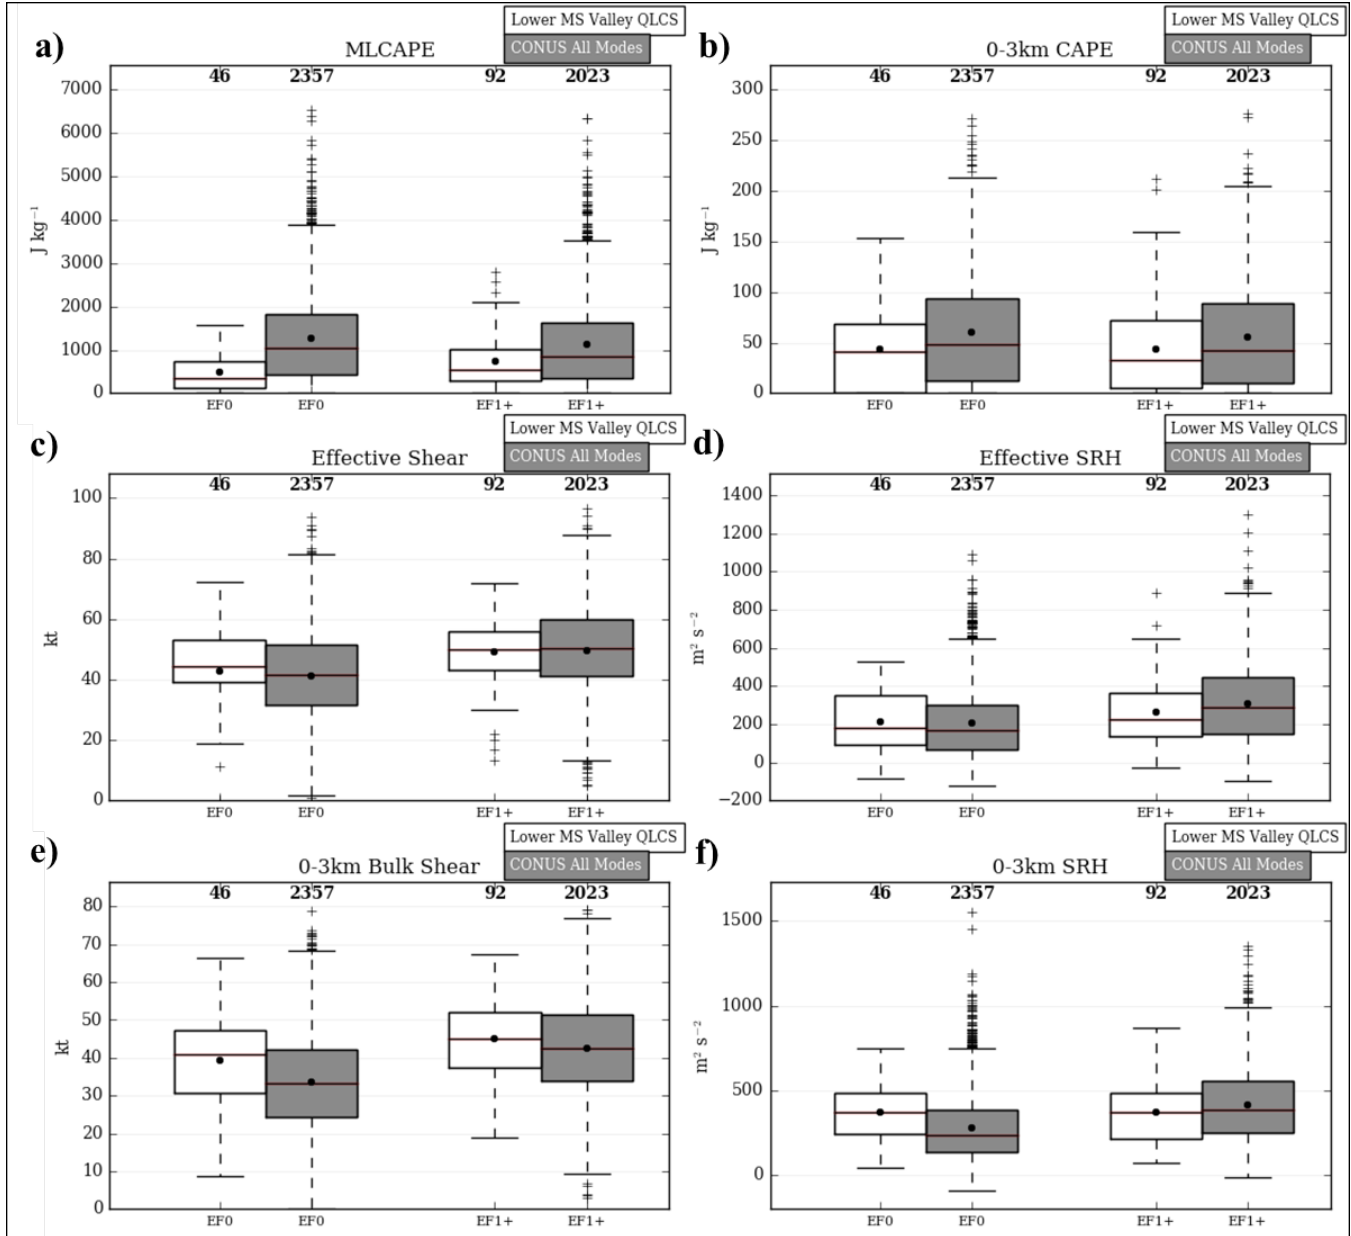 Lower MS Valley QLCS
CONUS All Modes
a)
MLCAPE
46 2357 92 2023
7000
6000
5000
4000
3000
2000
1000
0
J kg⁻¹
EF0 EF0 EF1+ EF1+
Lower MS Valley QLCS
CONUS All Modes
b)
0-3km CAPE
46 2357 92 2023
300
250
200
150
100
50
0
J kg⁻¹
EF0 EF0 EF1+ EF1+
Lower MS Valley QLCS
CONUS All Modes
c)
Effective Shear
46 2357 92 2023
100
80
60
40
20
0
kt
EF0 EF0 EF1+ EF1+
Lower MS Valley QLCS
CONUS All Modes
d)
Effective SRH
46 2357 92 2023
1400
1200
1000
800
600
400
200
0
−200
m² s⁻²
EF0 EF0 EF1+ EF1+
Lower MS Valley QLCS
CONUS All Modes
e)
0-3km Bulk Shear
46 2357 92 2023
80
70
60
50
40
30
20
10
0
kt
EF0 EF0 EF1+ EF1+
Lower MS Valley QLCS
CONUS All Modes
f)
0-3km SRH
46 2357 92 2023
1500
1000
500
0
m² s⁻²
EF0 EF0 EF1+ EF1+